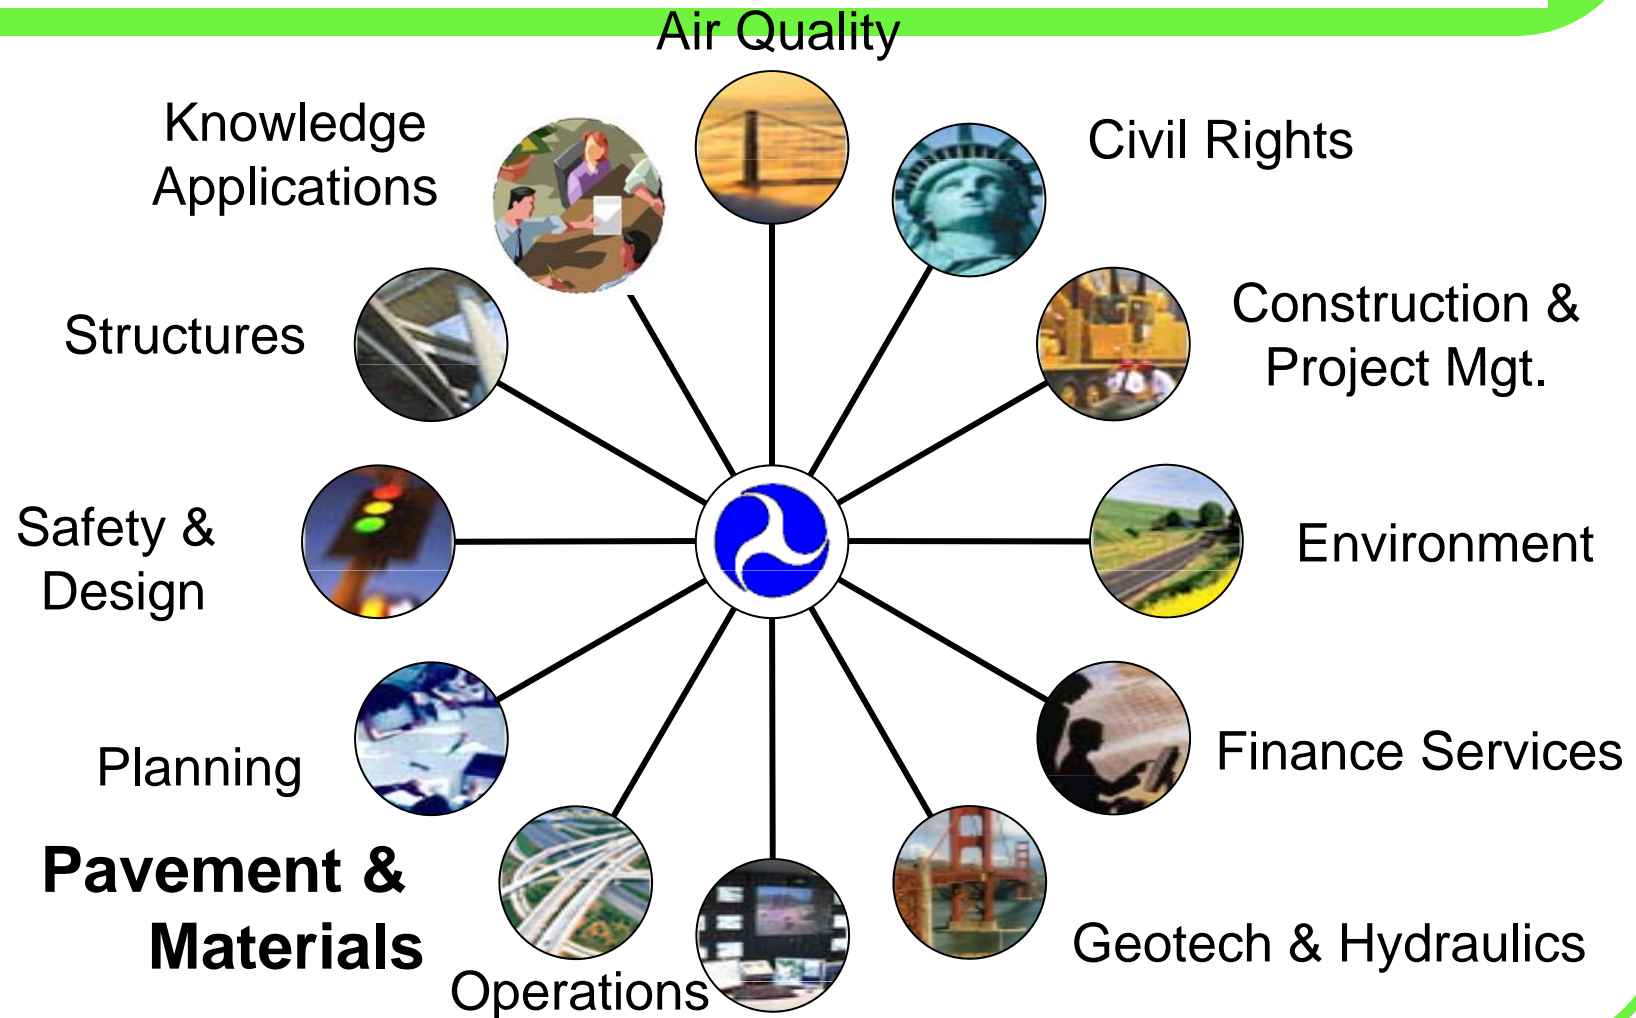 Air Quality
Knowledge
Applications
Civil Rights
Structures
Construction &
Project Mgt.
Safety &
Design
Environment
Planning
Finance Services
Pavement &
Materials
Geotech & Hydraulics
Operations